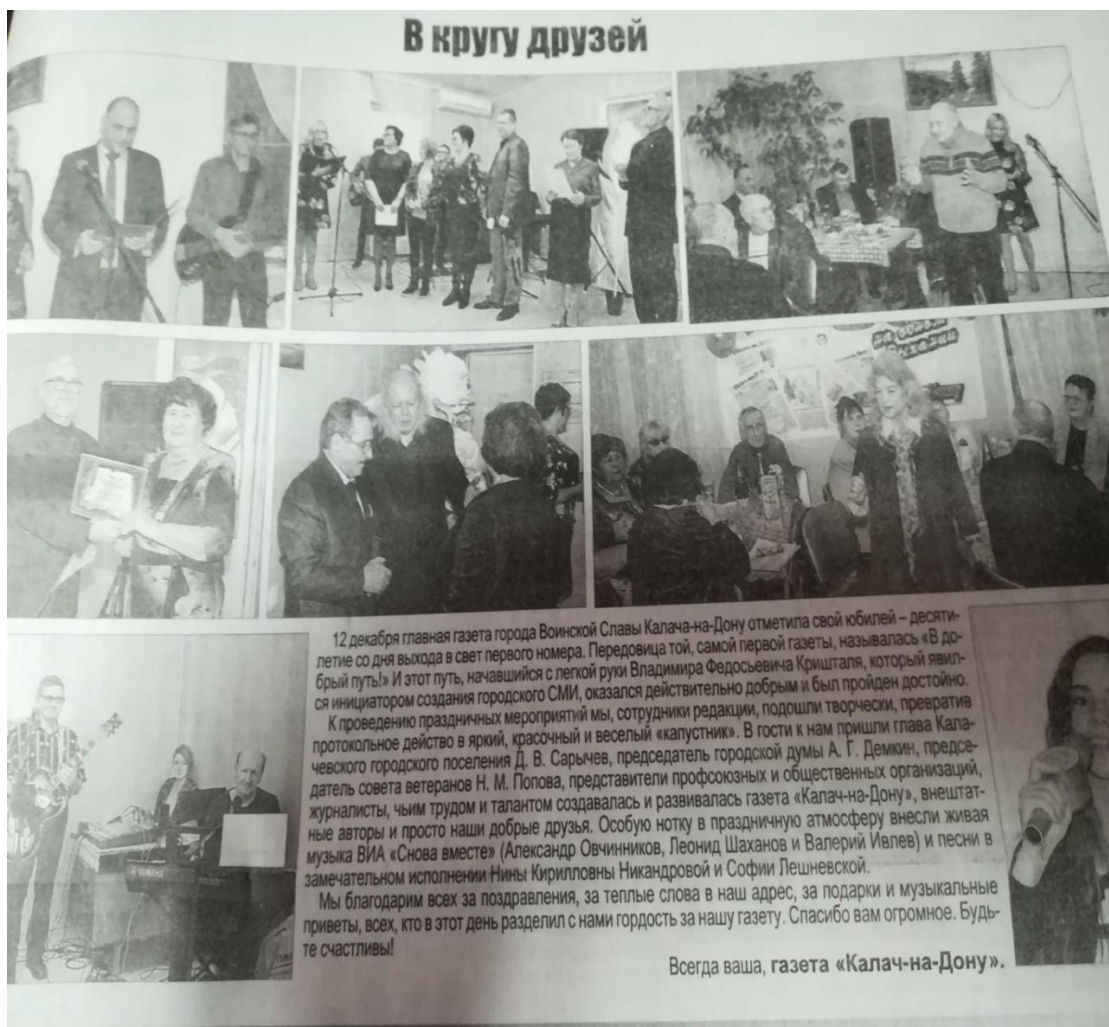 В кругу друзей
на одном
дыхании
12 декабря главная газета города Воинской Славы Калача-на-Дону отметила свой юбилей – десяти-
летие со дня выхода в свет первого номера. Передовица той, самой первой газеты, называлась «В до-
брый путь!» И этот путь, начавшийся с легкой руки Владимира Федосьевича Кришталя, который явил-
ся инициатором создания городского СМИ, оказался действительно добрым и был пройден достойно.
К проведению праздничных мероприятий мы, сотрудники редакции, подошли творчески, превратив
протокольное действо в яркий, красочный и веселый «капустник». В гости к нам пришли глава Кала-
чевского городского поселения Д. В. Сарычев, председатель городской думы А. Г. Демкин, предсе-
датель совета ветеранов Н. М. Попова, представители профсоюзных и общественных организаций,
журналисты, чьим трудом и талантом создавалась и развивалась газета «Калач-на-Дону», внештат-
ные авторы и просто наши добрые друзья. Особую нотку в праздничную атмосферу внесли живая
музыка ВИА «Снова вместе» (Александр Овчинников, Леонид Шаханов и Валерий Ивлев) и песни в
замечательном исполнении Нины Кирилловны Никандровой и Софии Лешневской.
Мы благодарим всех за поздравления, за теплые слова в наш адрес, за подарки и музыкальные
приветы, всех, кто в этот день разделил с нами гордость за нашу газету. Спасибо вам огромное. Будь-
те счастливы!
Всегда ваша, газета «Калач-на-Дону».
YAMAHA